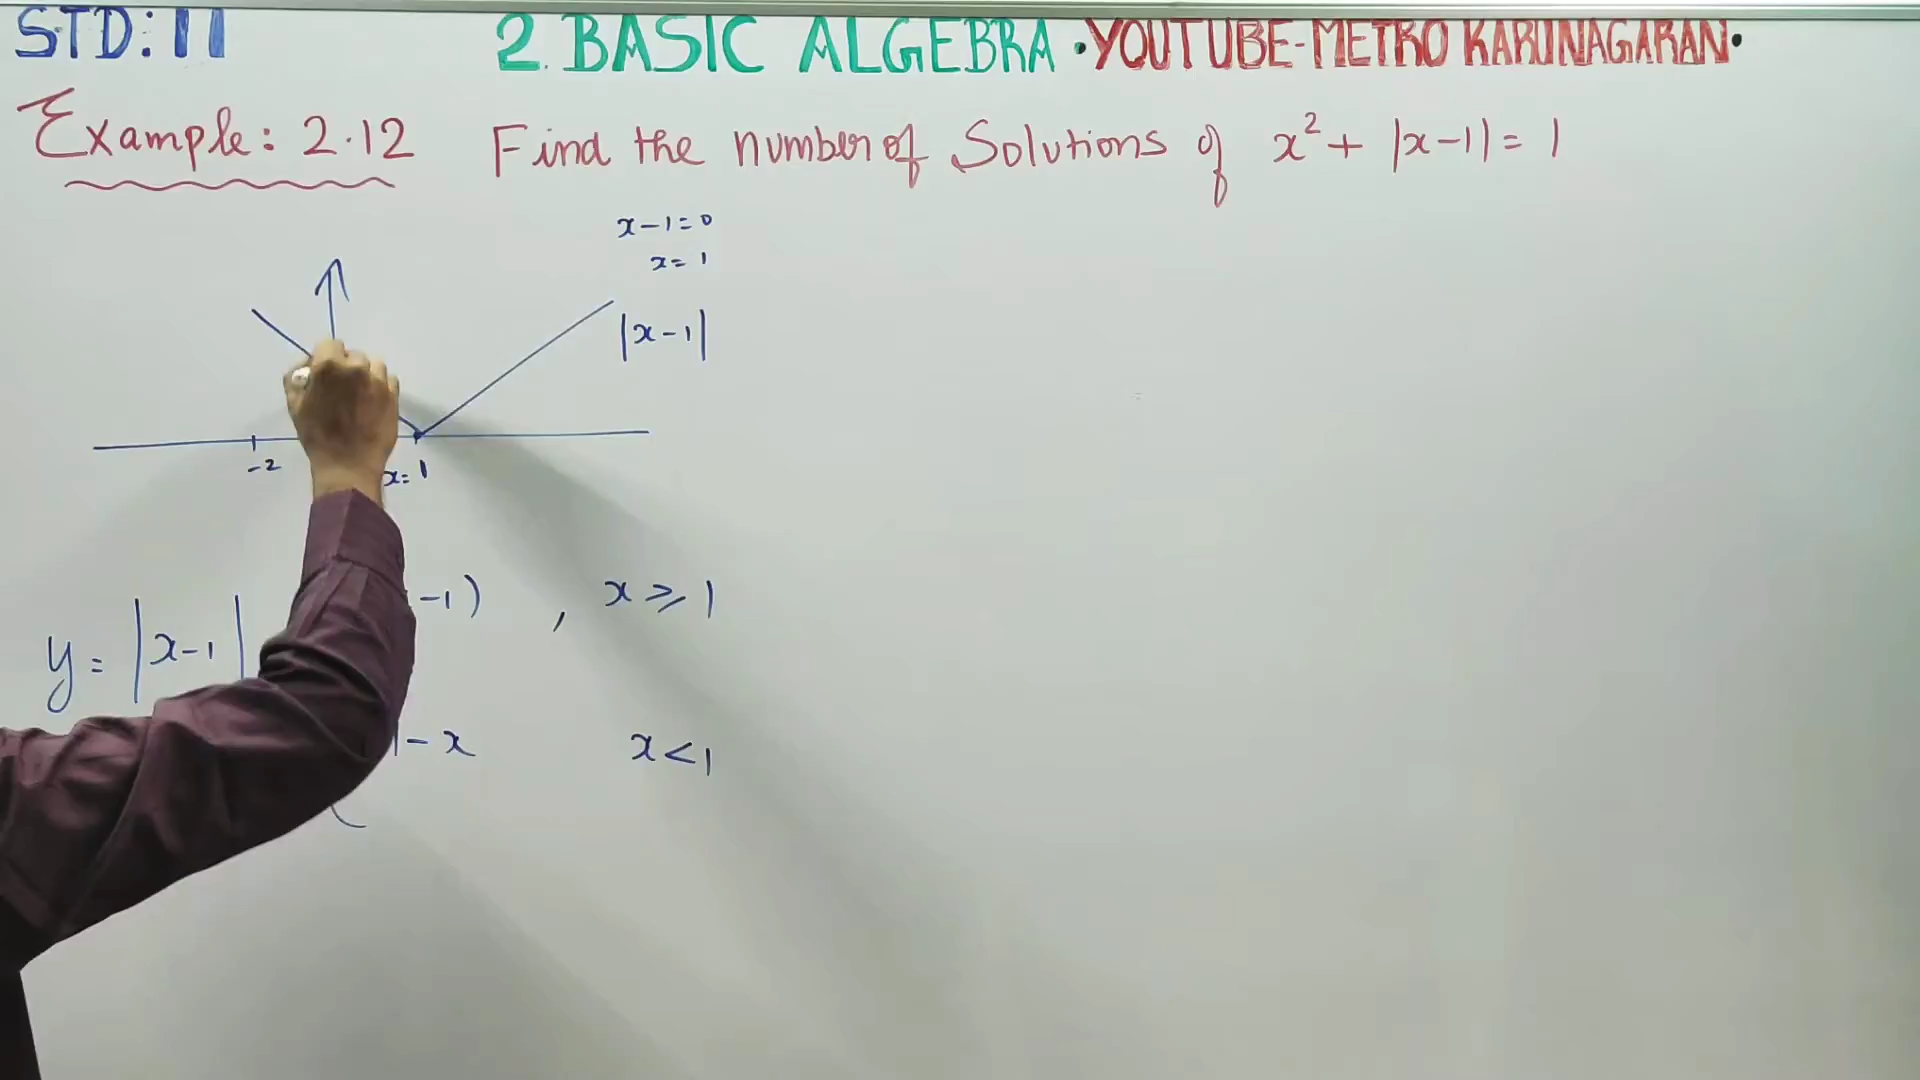 STD: 11 2. BASIC ALGEBRA • YOUTUBE-METRO KARUNAGARAN •
Example: 2.12 Find the number of Solutions of x² + |x-1| = 1
x-1=0
x=1
|x-1|
-2 x=1
-1) , x ⩾ 1
y = |x-1|
1-x x<1